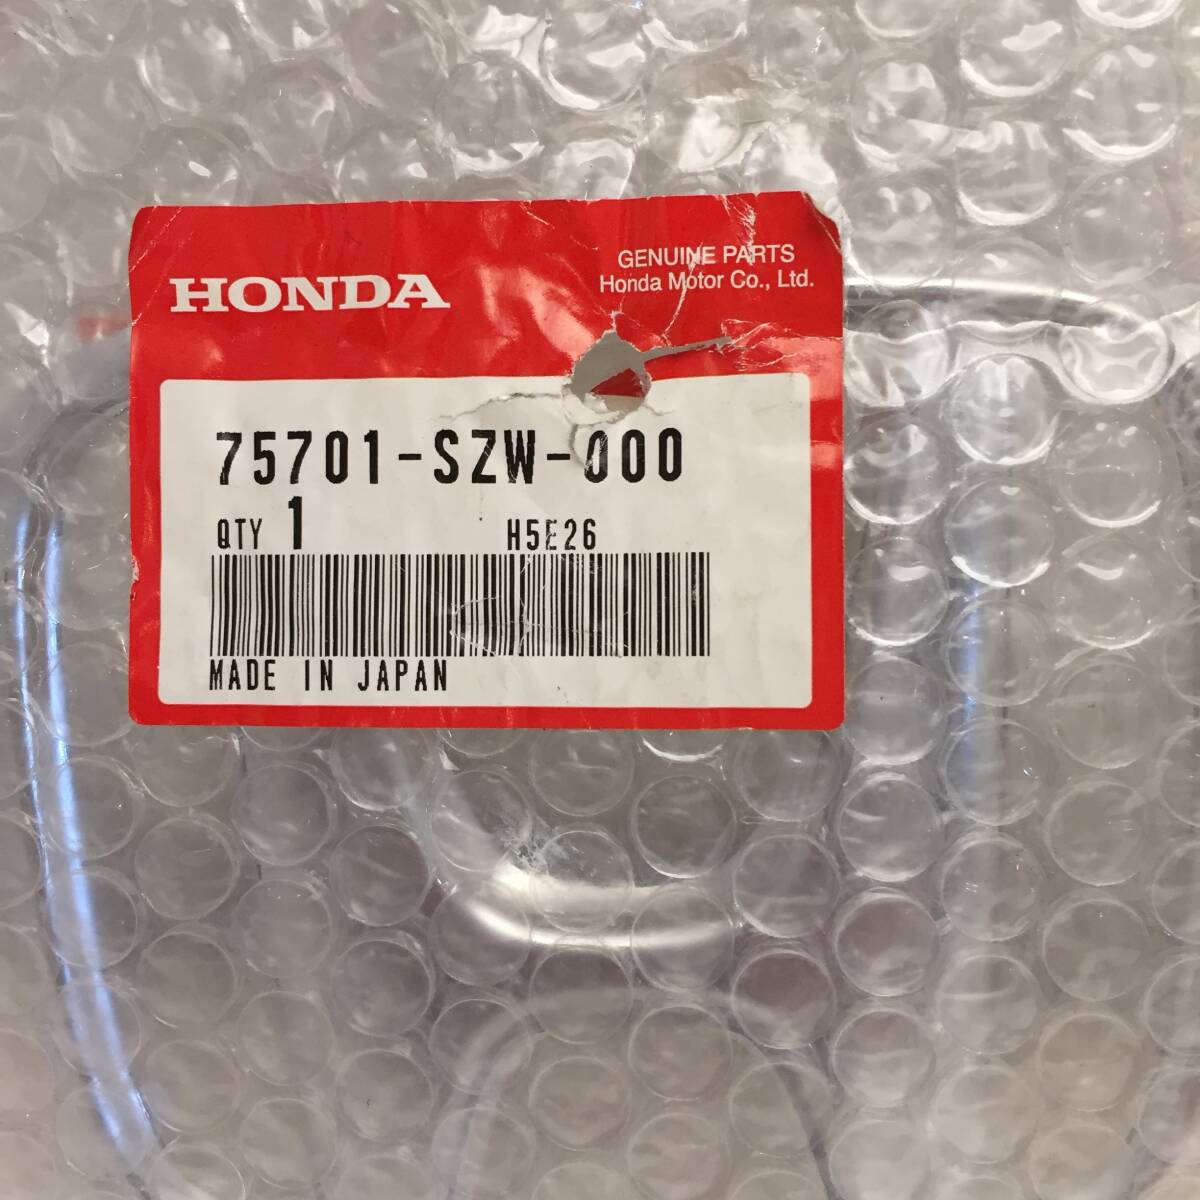 HONDA
GENUINE PARTS
Honda Motor Co., Ltd.
75701-SZW-000
QTY 1 H5E26
MADE IN JAPAN